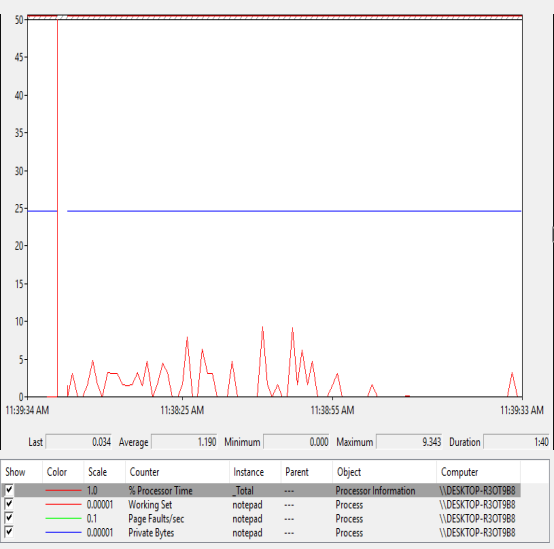 50
45
40
35
30
25
20
15
10
5
0
11:39:34 AM 11:38:25 AM 11:38:55 AM 11:39:33 AM
Last 0.034 Average 1.190 Minimum 0.000 Maximum 9.343 Duration 1:40
Show Color Scale Counter Instance Parent Object Computer
1.0 % Processor Time _Total --- Processor Information \\DESKTOP-R3OT9B8
0.00001 Working Set notepad --- Process \\DESKTOP-R3OT9B8
0.1 Page Faults/sec notepad --- Process \\DESKTOP-R3OT9B8
0.00001 Private Bytes notepad --- Process \\DESKTOP-R3OT9B8